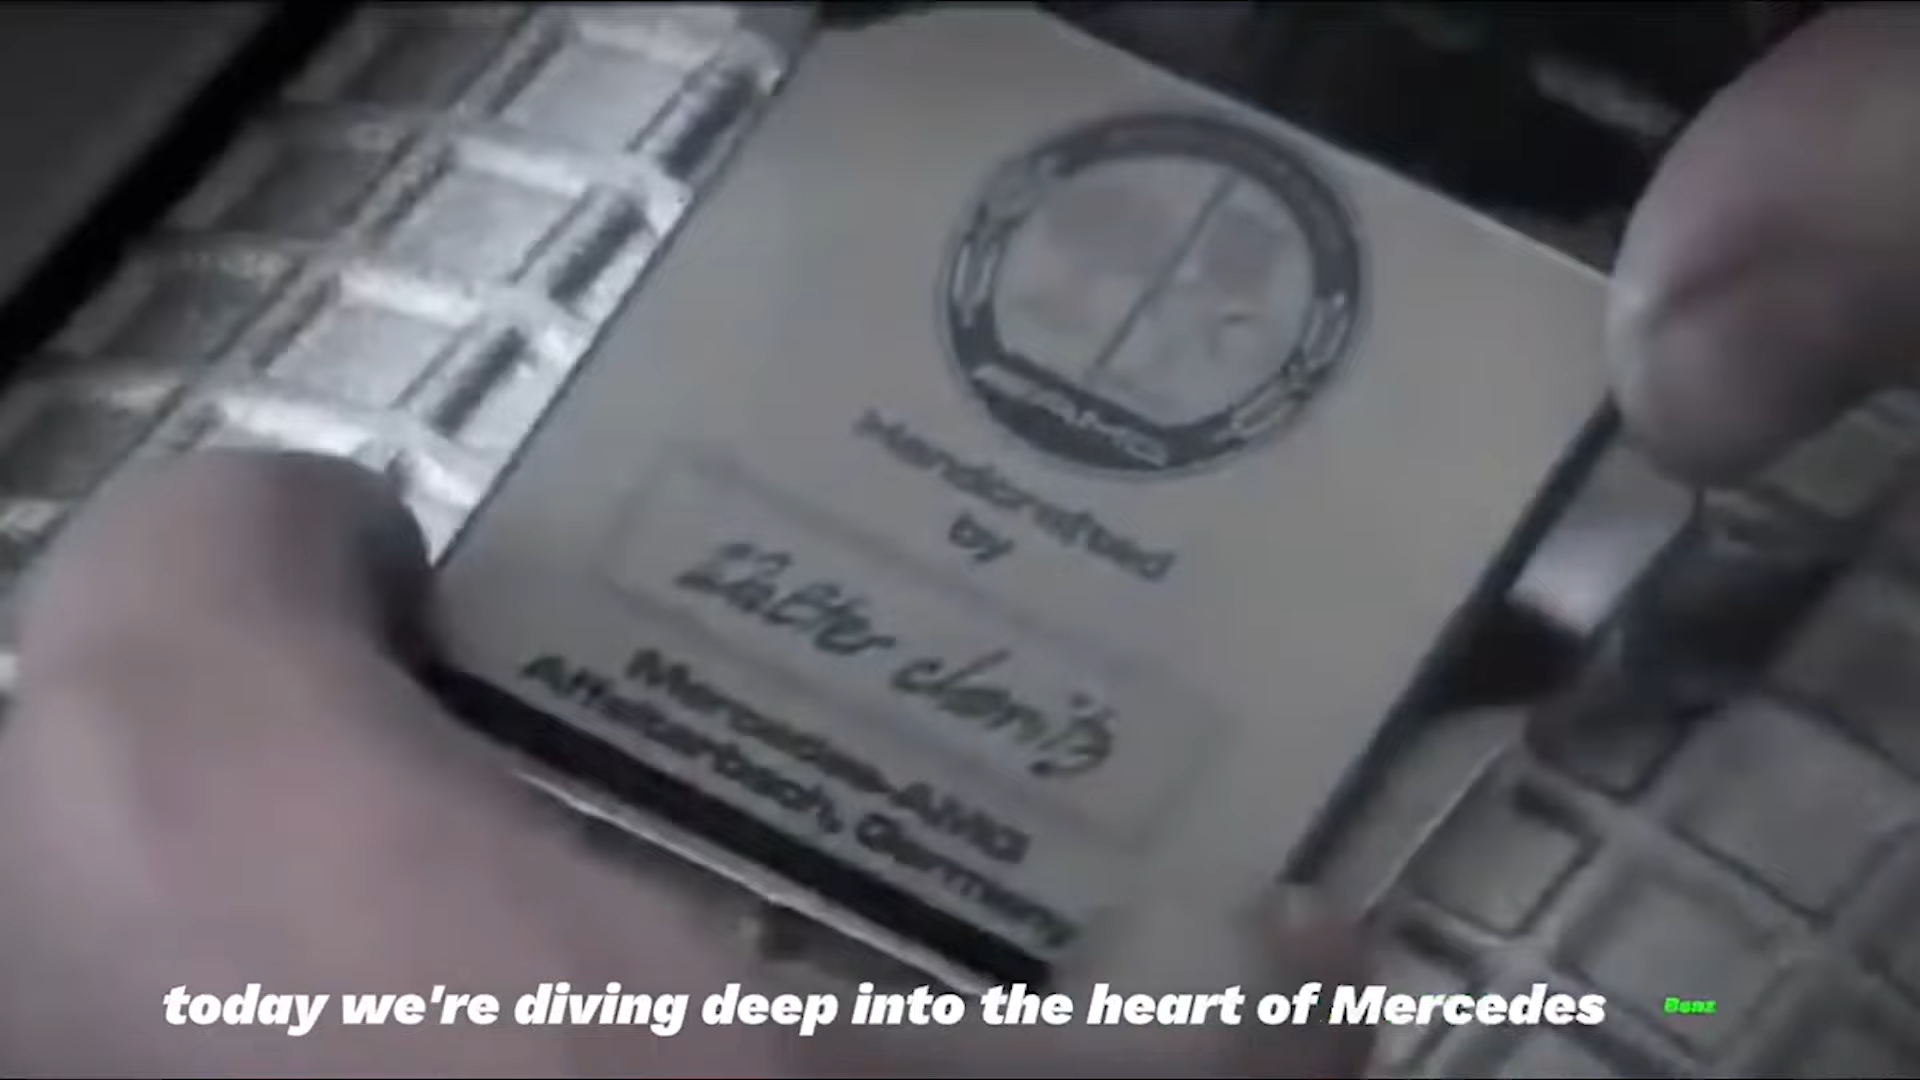 AMG
Handcrafted
by
Mercedes-AMG
Affalterbach, Germany
today we're diving deep into the heart of Mercedes Benz